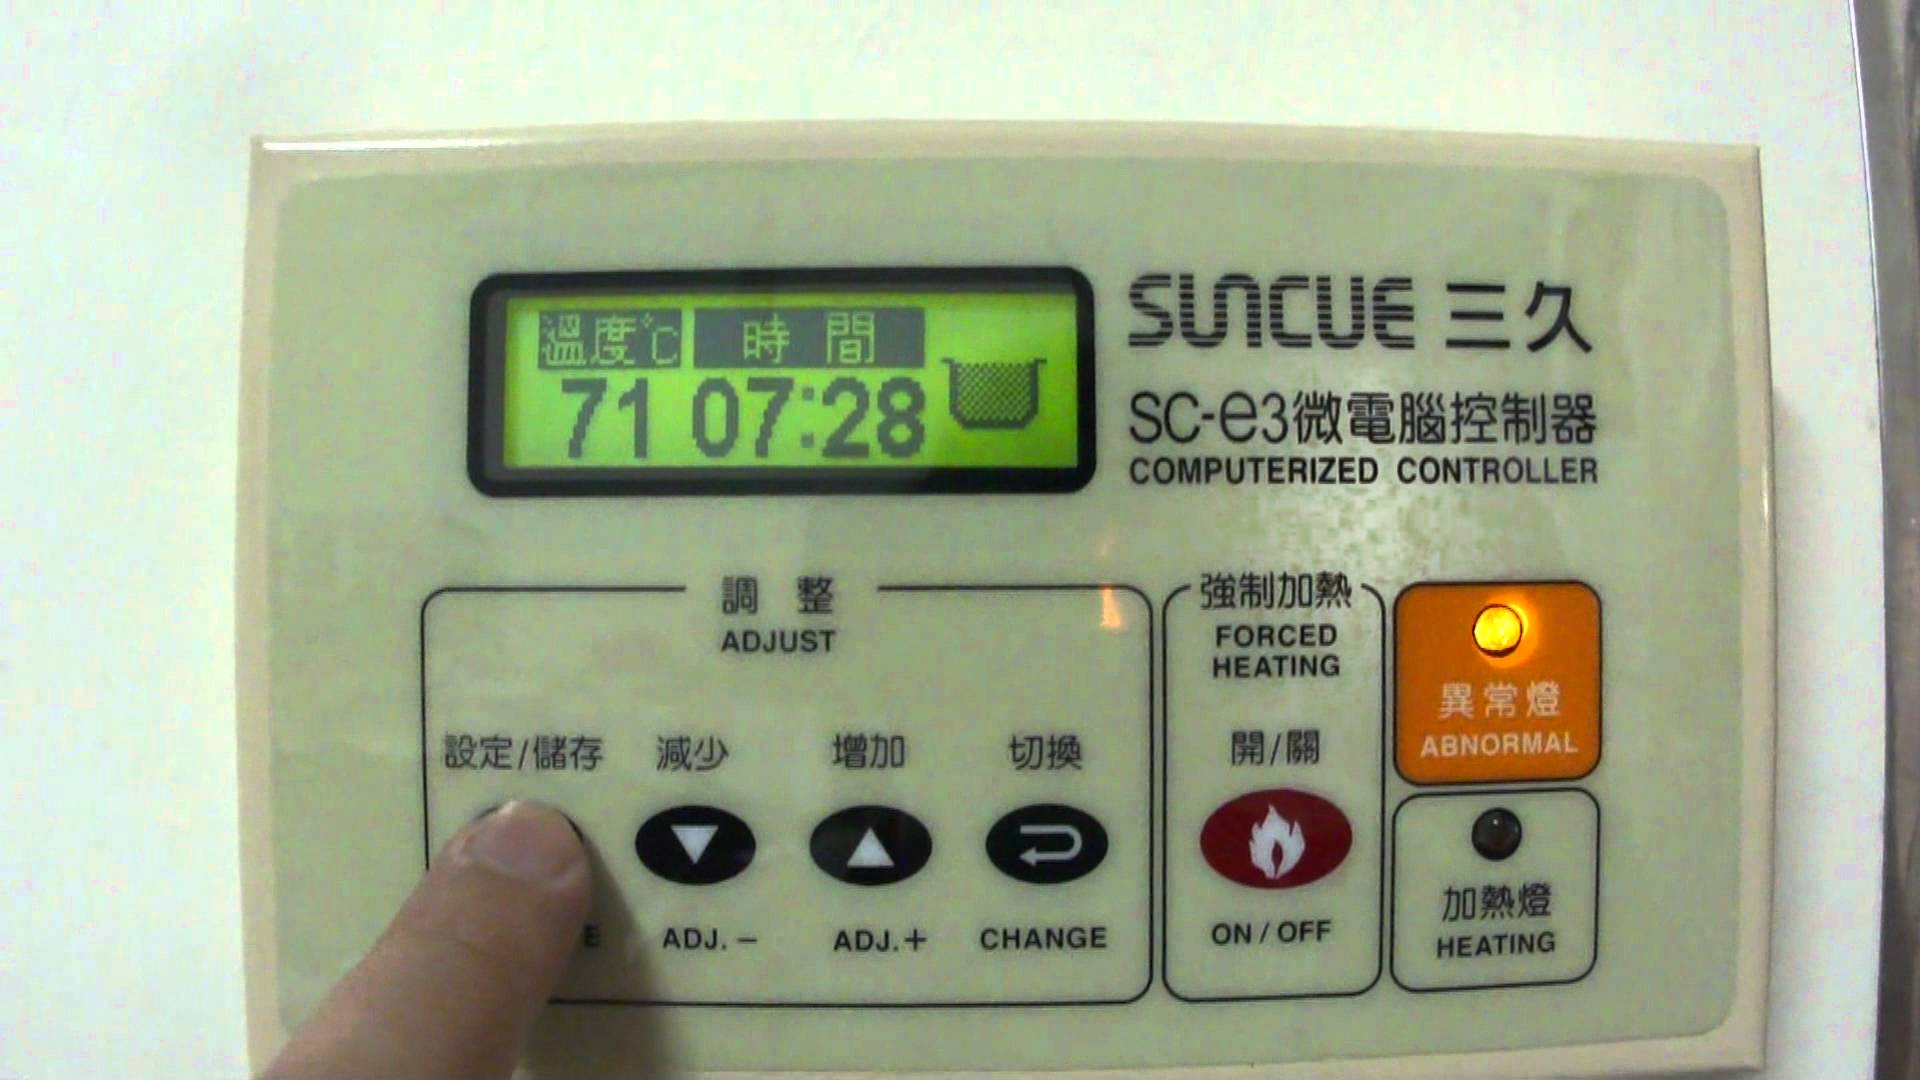 溫度℃ 時間
71 07:28
SUNCUE 三久
SC-e3微電腦控制器
COMPUTERIZED CONTROLLER
調整
ADJUST
設定/儲存 減少 增加 切換
ADJ. − ADJ. + CHANGE
強制加熱
FORCED
HEATING
開/關
ON / OFF
異常燈
ABNORMAL
加熱燈
HEATING